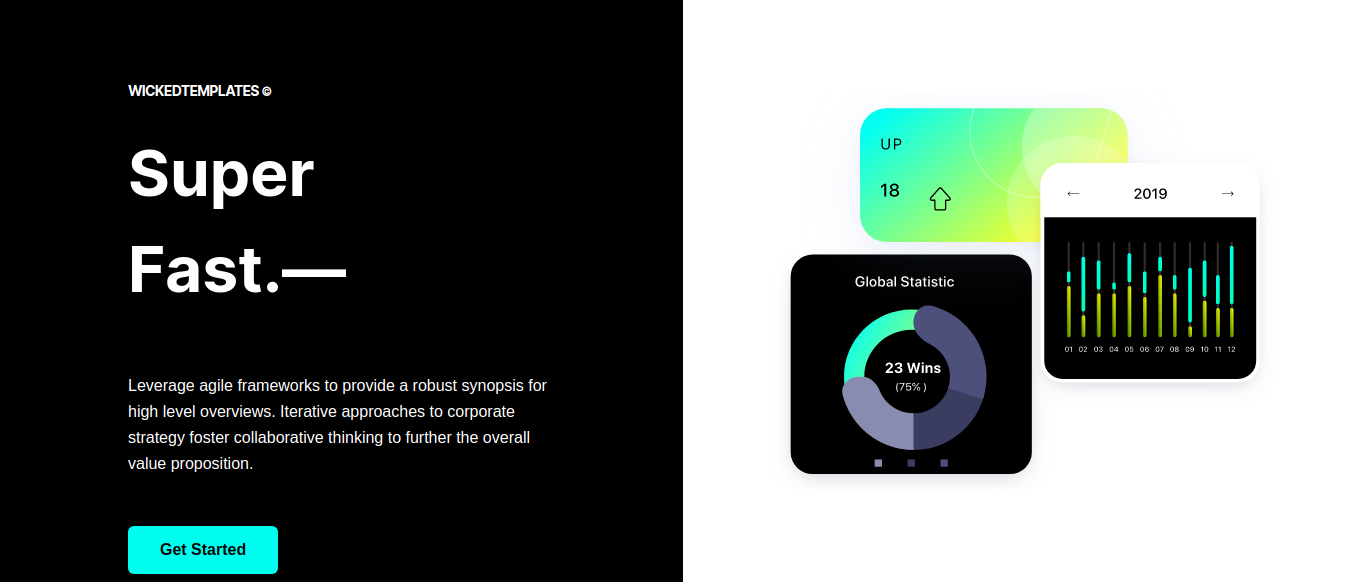 WICKEDTEMPLATES ©
Super
Fast.—
Leverage agile frameworks to provide a robust synopsis for
high level overviews. Iterative approaches to corporate
strategy foster collaborative thinking to further the overall
value proposition.
Get Started
UP
18
← 2019 →
01 02 03 04 05 06 07 08 09 10 11 12
Global Statistic
23 Wins
(75% )